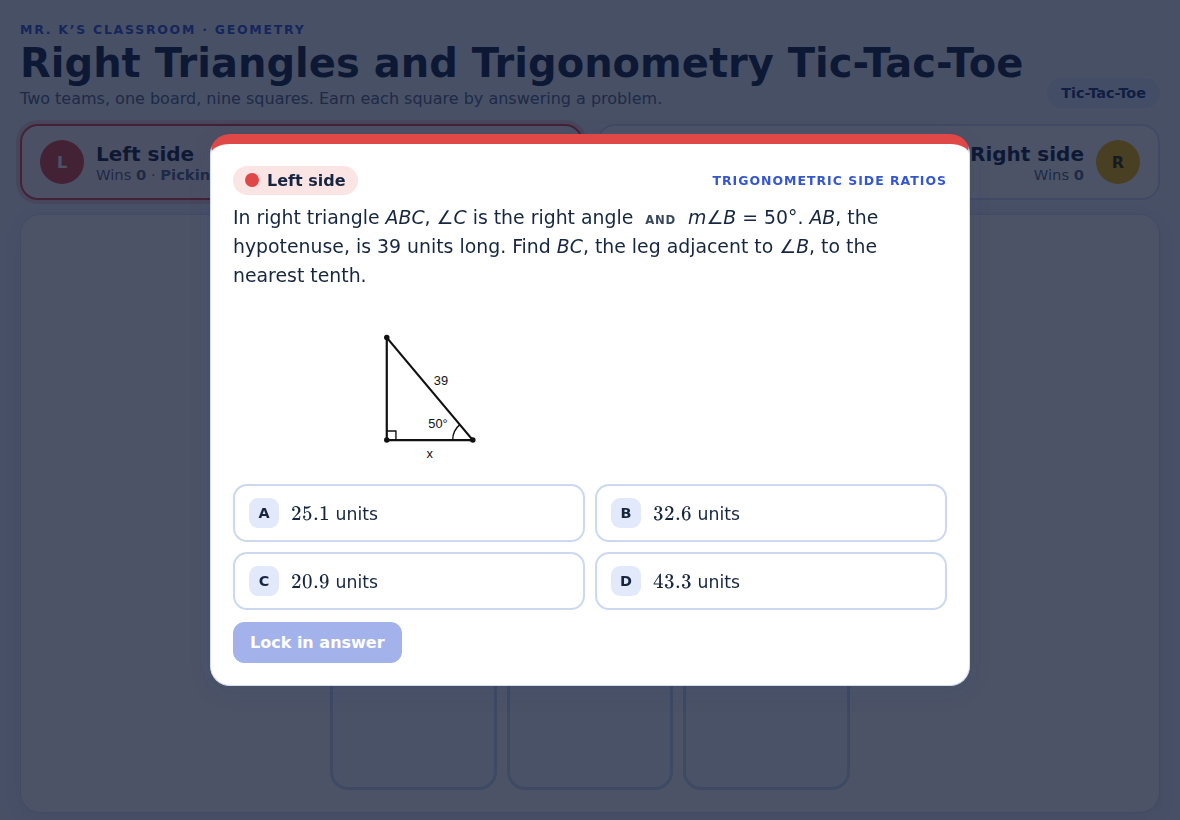 MR. K’S CLASSROOM · GEOMETRY
Right Triangles and Trigonometry Tic-Tac-Toe
Two teams, one board, nine squares. Earn each square by answering a problem.
Tic-Tac-Toe
L
Left side
Wins 0 · Pickin
Right side
Wins 0
R
Left side
TRIGONOMETRIC SIDE RATIOS
In right triangle ABC, ∠C is the right angle AND m∠B = 50°. AB, the
hypotenuse, is 39 units long. Find BC, the leg adjacent to ∠B, to the
nearest tenth.
39
50°
x
A 25.1 units
B 32.6 units
C 20.9 units
D 43.3 units
Lock in answer